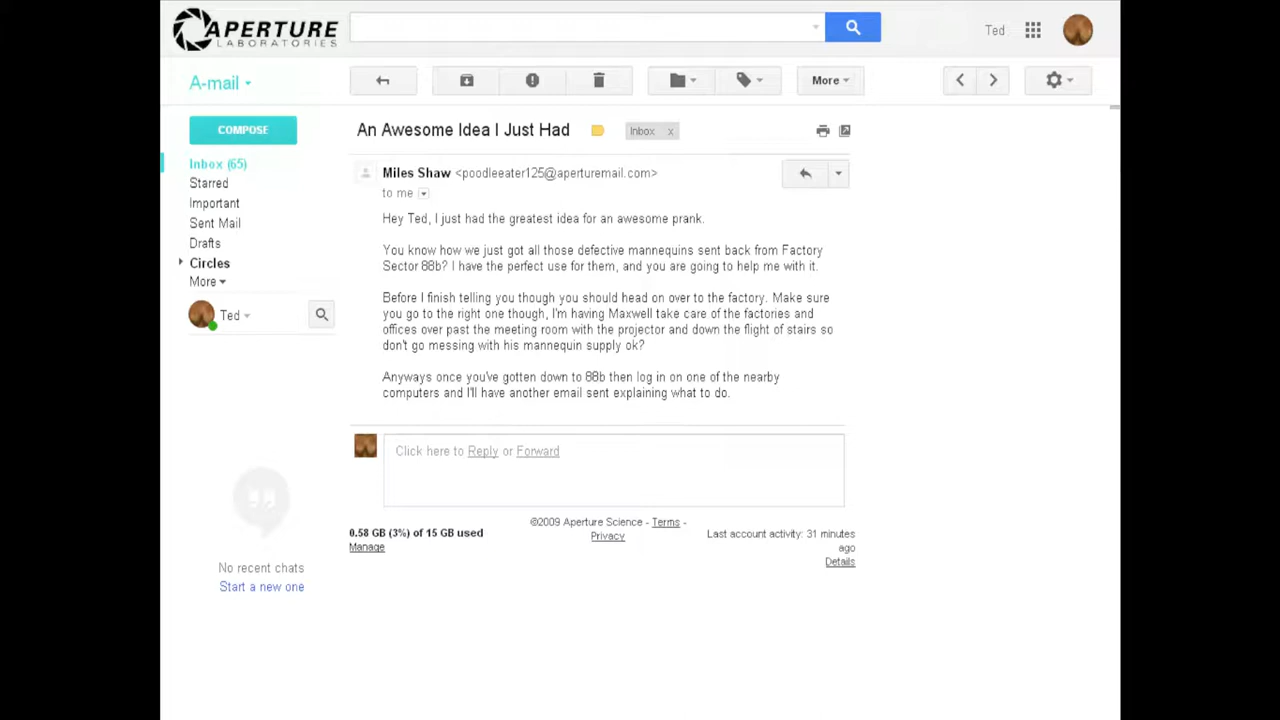 APERTURE
LABORATORIES
Ted
A-mail
More
COMPOSE
An Awesome Idea I Just Had
Inbox x
Inbox (65)
Starred
Important
Sent Mail
Drafts
Circles
More
Ted
Miles Shaw <poodleeater125@aperturemail.com>
to me
Hey Ted, I just had the greatest idea for an awesome prank.
You know how we just got all those defective mannequins sent back from Factory
Sector 88b? I have the perfect use for them, and you are going to help me with it.
Before I finish telling you though you should head on over to the factory. Make sure
you go to the right one though, I'm having Maxwell take care of the factories and
offices over past the meeting room with the projector and down the flight of stairs so
don't go messing with his mannequin supply ok?
Anyways once you've gotten down to 88b then log in on one of the nearby
computers and I'll have another email sent explaining what to do.
Click here to Reply or Forward
0.58 GB (3%) of 15 GB used
Manage
©2009 Aperture Science - Terms -
Privacy
Last account activity: 31 minutes
ago
Details
No recent chats
Start a new one